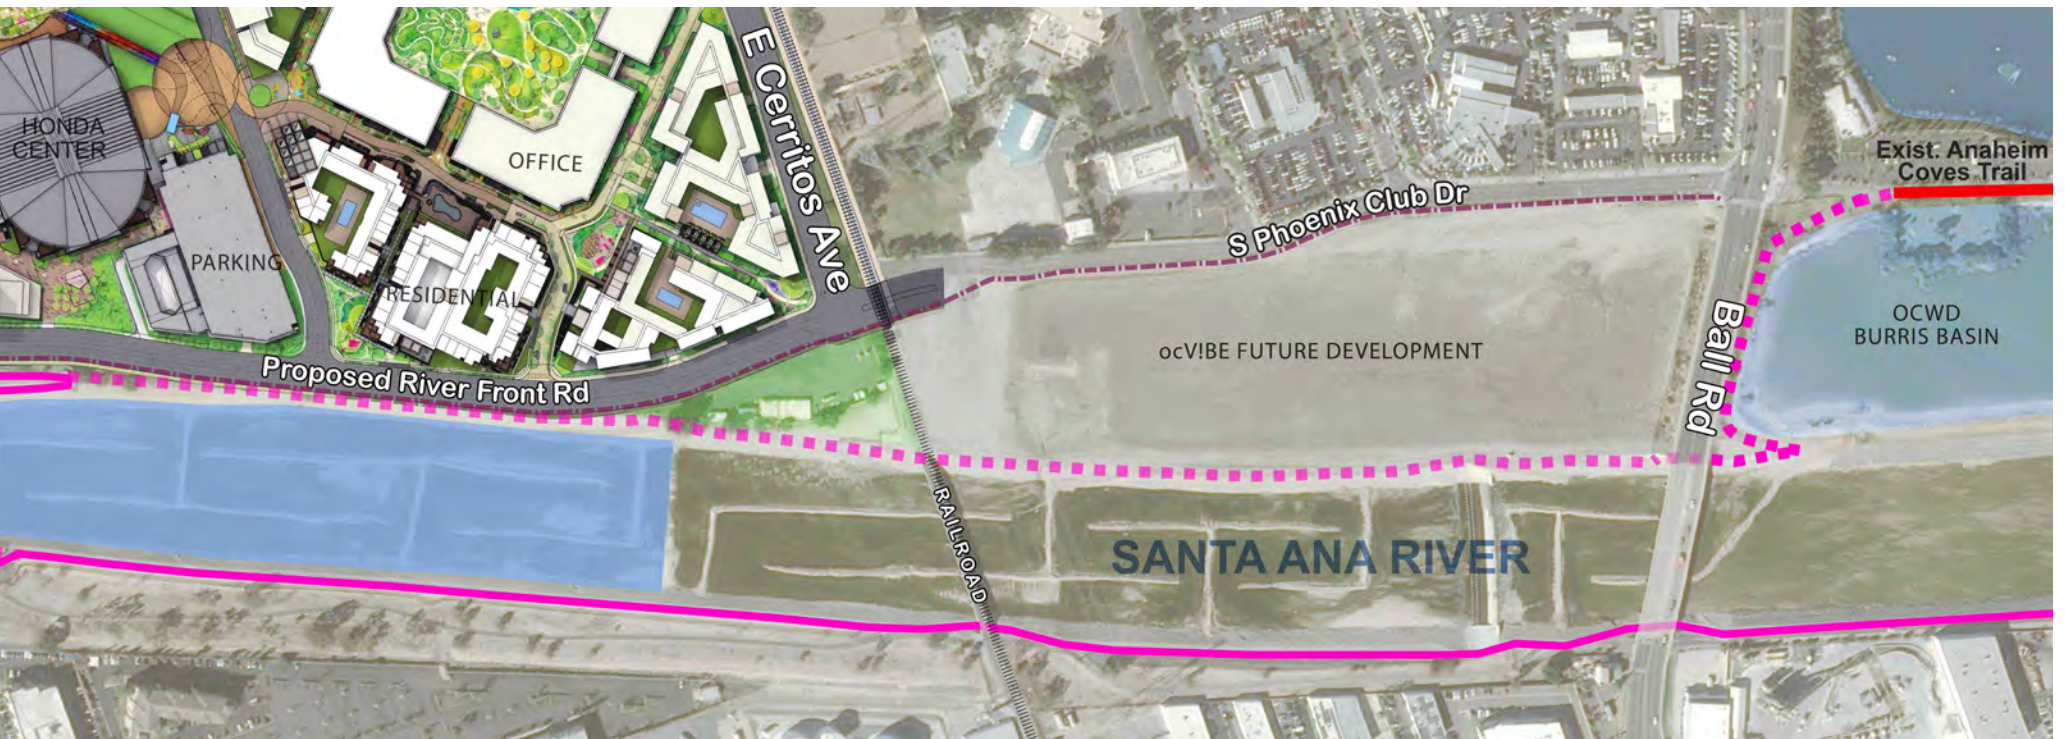 E Cerritos Ave
HONDA
CENTER
OFFICE
Exist. Anaheim
Coves Trail
S Phoenix Club Dr
PARKING
RESIDENTIAL
Ball Rd
OCWD
BURRIS BASIN
ocV!BE FUTURE DEVELOPMENT
Proposed River Front Rd
RAILROAD
SANTA ANA RIVER